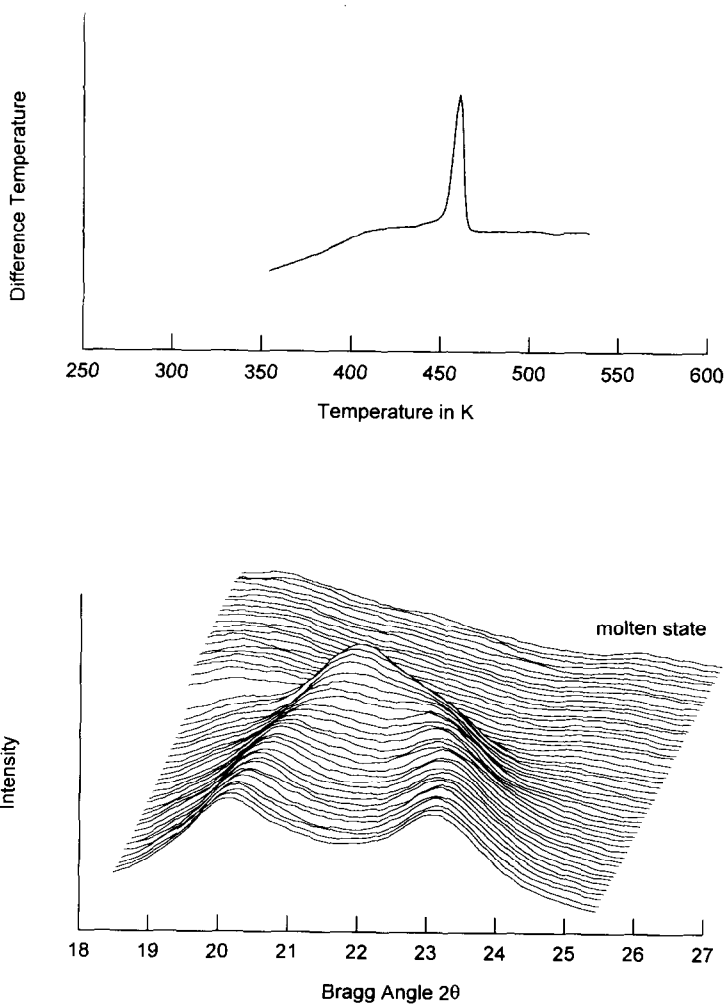 Difference Temperature
250 300 350 400 450 500 550 600
Temperature in K
molten state
Intensity
18 19 20 21 22 23 24 25 26 27
Bragg Angle 2θ